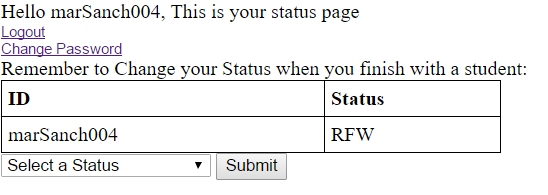 Hello marSanch004, This is your status page
Logout
Change Password
Remember to Change your Status when you finish with a student:
ID Status
marSanch004 RFW
Select a Status Submit